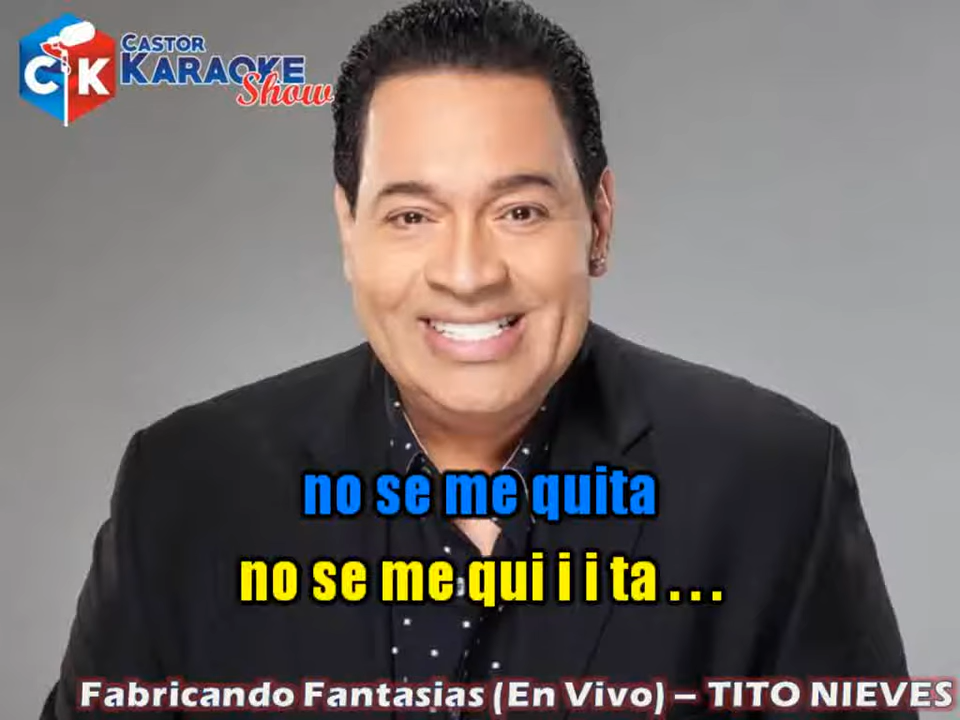 CK
CASTOR
KARAOKE
Show
no se me quita
no se me qui i i ta . . .
Fabricando Fantasias (En Vivo) – TITO NIEVES